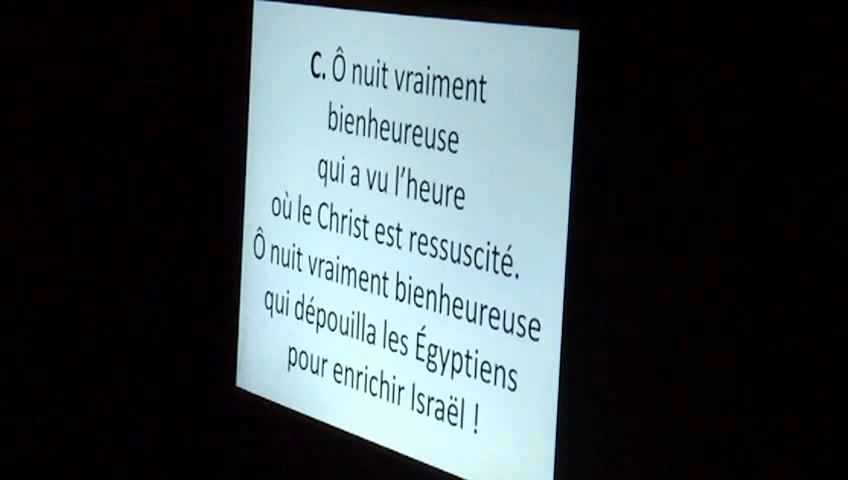 C. Ô nuit vraiment
bienheureuse
qui a vu l’heure
où le Christ est ressuscité.
Ô nuit vraiment bienheureuse
qui dépouilla les Égyptiens
pour enrichir Israël !